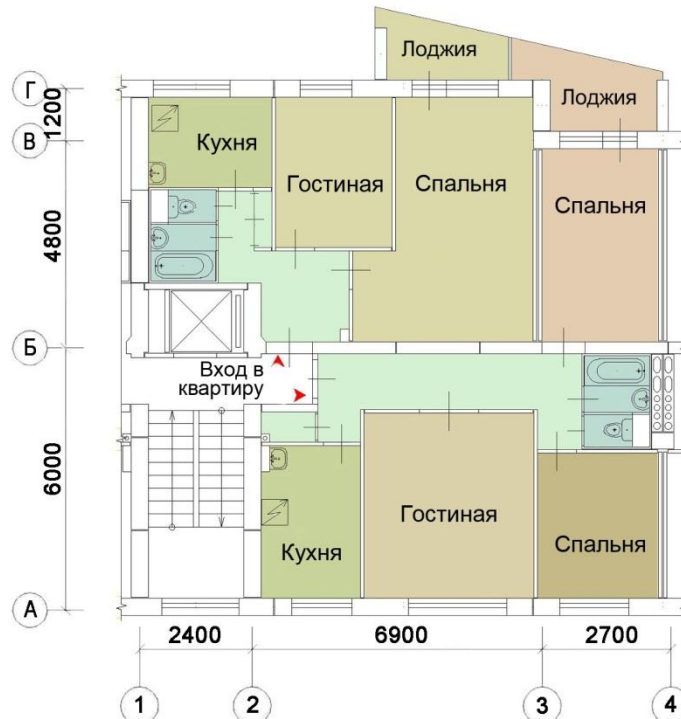 Лоджия
Лоджия
Г
1200
В
Кухня
Гостиная
Спальня
Спальня
4800
Б
Вход в
квартиру
6000
Кухня
Гостиная
Спальня
А
2400
6900
2700
1
2
3
4